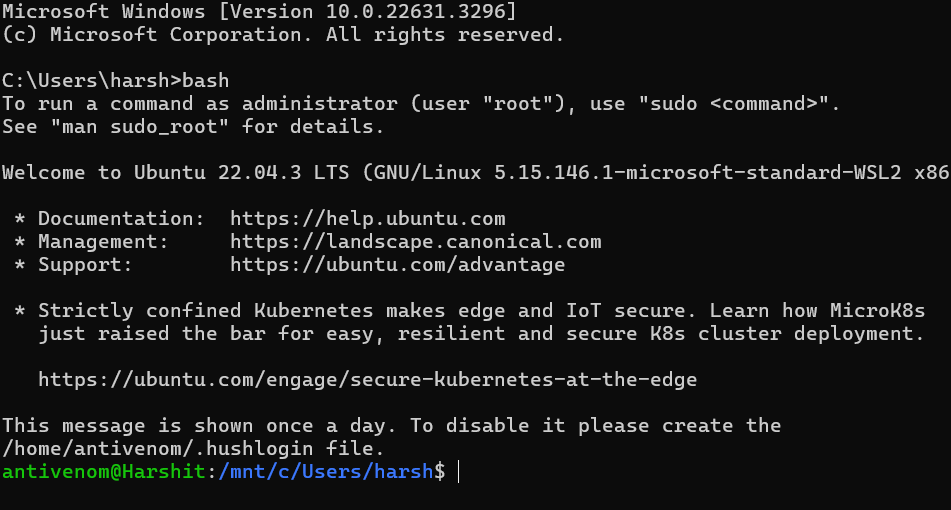 Microsoft Windows [Version 10.0.22631.3296]
(c) Microsoft Corporation. All rights reserved.
C:\Users\harsh>bash
To run a command as administrator (user "root"), use "sudo <command>".
See "man sudo_root" for details.
Welcome to Ubuntu 22.04.3 LTS (GNU/Linux 5.15.146.1-microsoft-standard-WSL2 x86
* Documentation:  https://help.ubuntu.com
* Management:     https://landscape.canonical.com
* Support:        https://ubuntu.com/advantage
* Strictly confined Kubernetes makes edge and IoT secure. Learn how MicroK8s
just raised the bar for easy, resilient and secure K8s cluster deployment.
https://ubuntu.com/engage/secure-kubernetes-at-the-edge
This message is shown once a day. To disable it please create the
/home/antivenom/.hushlogin file.
antivenom@Harshit:/mnt/c/Users/harsh$